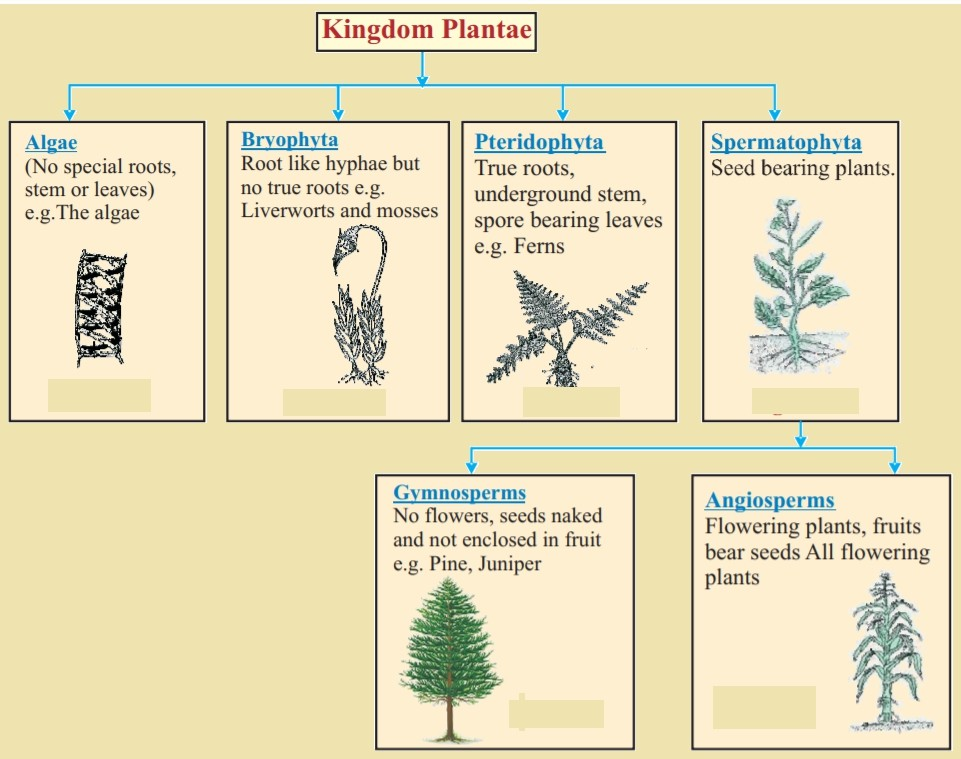 Kingdom Plantae
Algae
(No special roots,
stem or leaves)
e.g.The algae
Bryophyta
Root like hyphae but
no true roots e.g.
Liverworts and mosses
Pteridophyta
True roots,
underground stem,
spore bearing leaves
e.g. Ferns
Spermatophyta
Seed bearing plants.
Gymnosperms
No flowers, seeds naked
and not enclosed in fruit
e.g. Pine, Juniper
Angiosperms
Flowering plants, fruits
bear seeds All flowering
plants